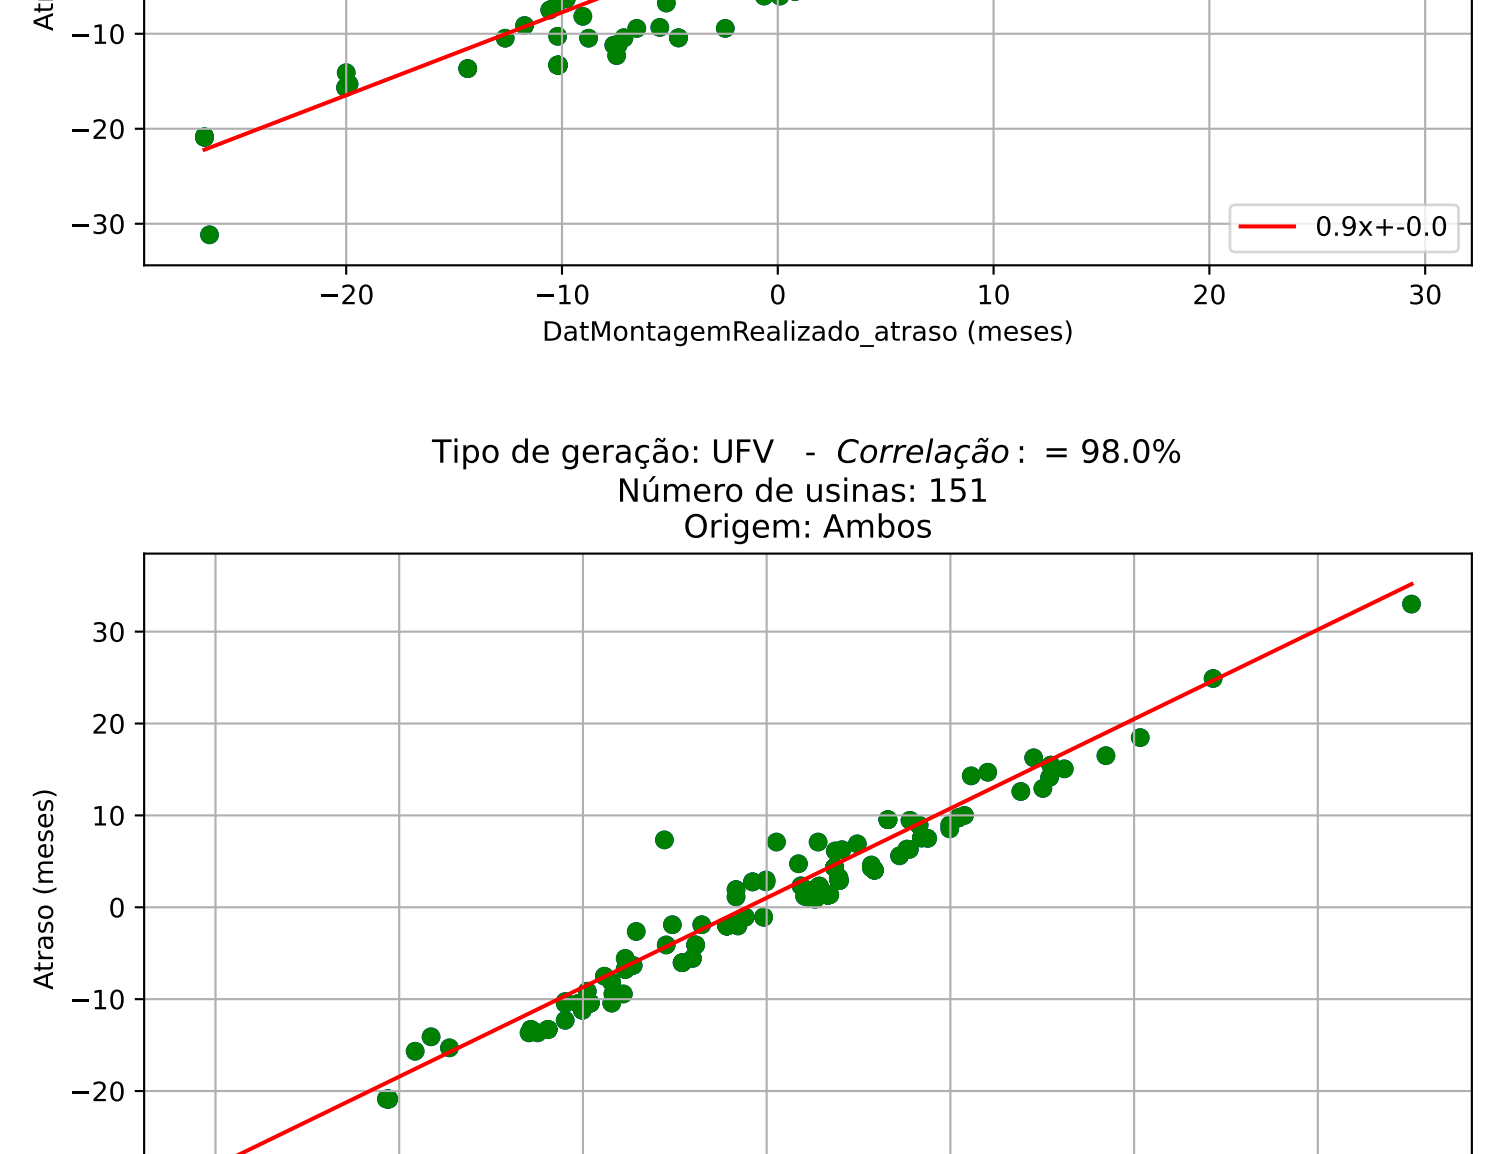 −10
−20
−30
0.9x+-0.0
−20 −10 0 10 20 30
DatMontagemRealizado_atraso (meses)
Tipo de geração: UFV - Correlação : = 98.0%
Número de usinas: 151
Origem: Ambos
30
20
10
0
−10
−20
Atraso (meses)